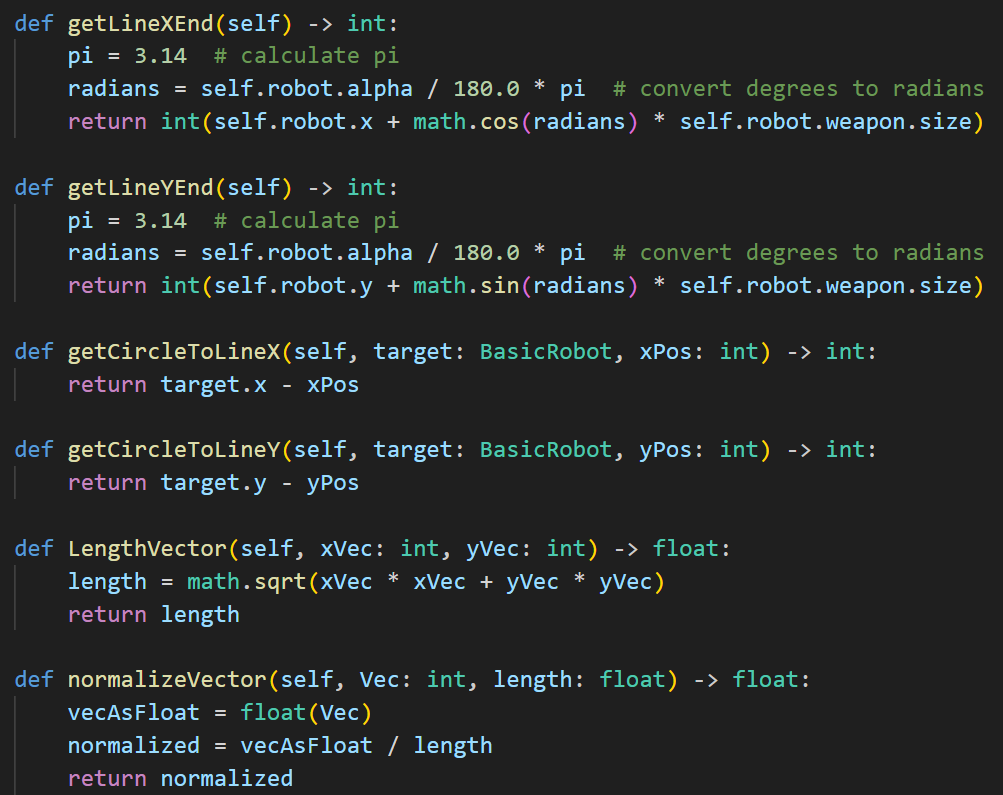 def getLineXEnd(self) -> int:
    pi = 3.14  # calculate pi
    radians = self.robot.alpha / 180.0 * pi  # convert degrees to radians
    return int(self.robot.x + math.cos(radians) * self.robot.weapon.size)

def getLineYEnd(self) -> int:
    pi = 3.14  # calculate pi
    radians = self.robot.alpha / 180.0 * pi  # convert degrees to radians
    return int(self.robot.y + math.sin(radians) * self.robot.weapon.size)

def getCircleToLineX(self, target: BasicRobot, xPos: int) -> int:
    return target.x - xPos

def getCircleToLineY(self, target: BasicRobot, yPos: int) -> int:
    return target.y - yPos

def LengthVector(self, xVec: int, yVec: int) -> float:
    length = math.sqrt(xVec * xVec + yVec * yVec)
    return length

def normalizeVector(self, Vec: int, length: float) -> float:
    vecAsFloat = float(Vec)
    normalized = vecAsFloat / length
    return normalized